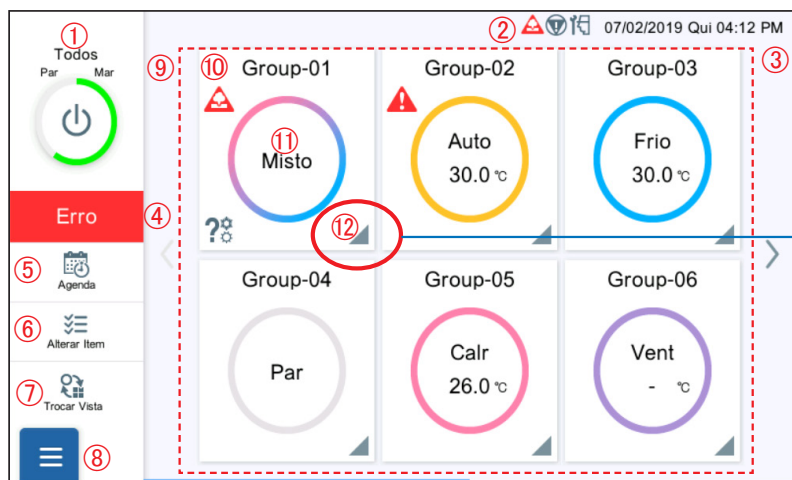 ①
Todos
Par Mar
② 07/02/2019 Qui 04:12 PM
③
④ Erro
⑤ Agenda
⑥ Alterar Item
⑦ Trocar Vista
⑧
⑨
⑩ Group-01
⑪
Misto
?
⑫
Group-02
Auto
30.0 ℃
Group-03
Frio
30.0 ℃
Group-04
Par
Group-05
Calr
26.0 ℃
Group-06
Vent
- ℃